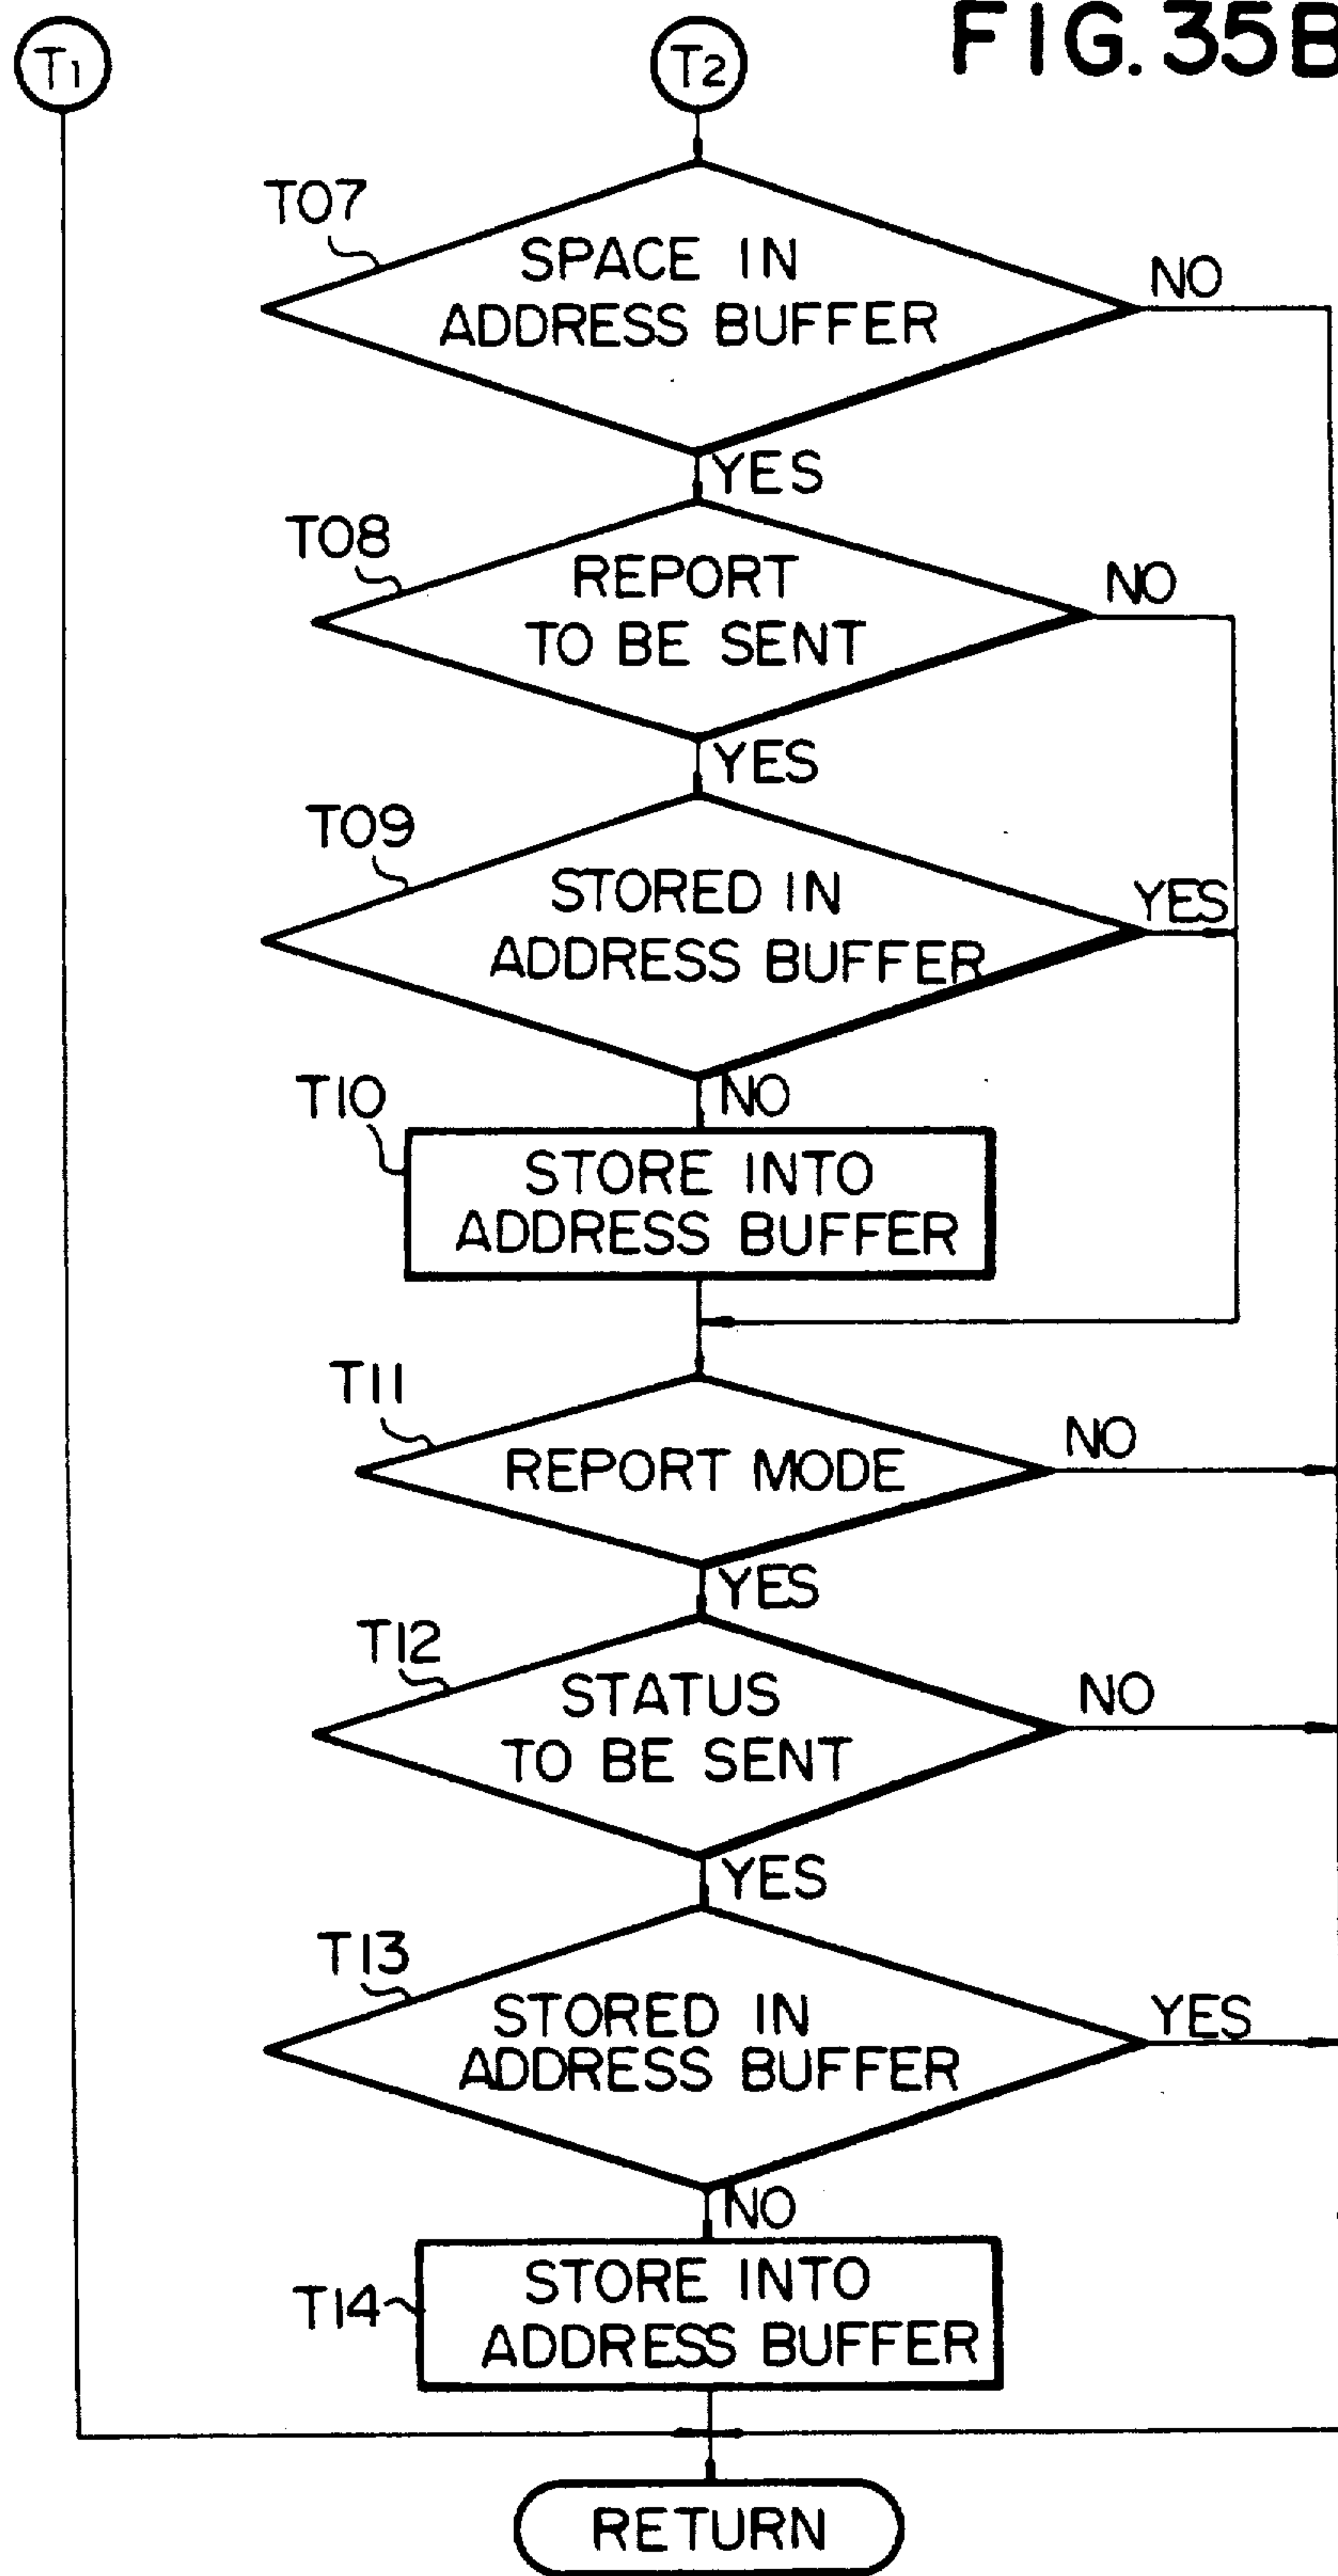 FIG. 35B
T1
T2
T07
SPACE IN
ADDRESS BUFFER
NO
YES
T08
REPORT
TO BE SENT
NO
YES
T09
STORED IN
ADDRESS BUFFER
YES
NO
T10
STORE INTO
ADDRESS BUFFER
T11
REPORT MODE
NO
YES
T12
STATUS
TO BE SENT
NO
YES
T13
STORED IN
ADDRESS BUFFER
YES
NO
T14
STORE INTO
ADDRESS BUFFER
RETURN